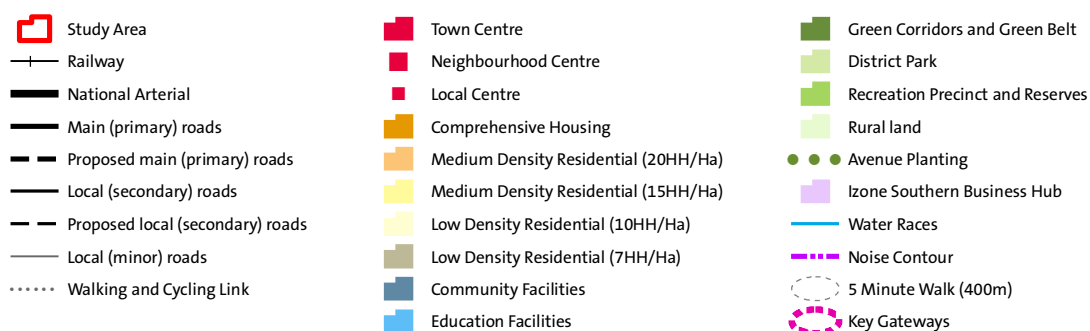 Study Area
Railway
National Arterial
Main (primary) roads
Proposed main (primary) roads
Local (secondary) roads
Proposed local (secondary) roads
Local (minor) roads
Walking and Cycling Link
Town Centre
Neighbourhood Centre
Local Centre
Comprehensive Housing
Medium Density Residential (20HH/Ha)
Medium Density Residential (15HH/Ha)
Low Density Residential (10HH/Ha)
Low Density Residential (7HH/Ha)
Community Facilities
Education Facilities
Green Corridors and Green Belt
District Park
Recreation Precinct and Reserves
Rural land
Avenue Planting
Izone Southern Business Hub
Water Races
Noise Contour
5 Minute Walk (400m)
Key Gateways